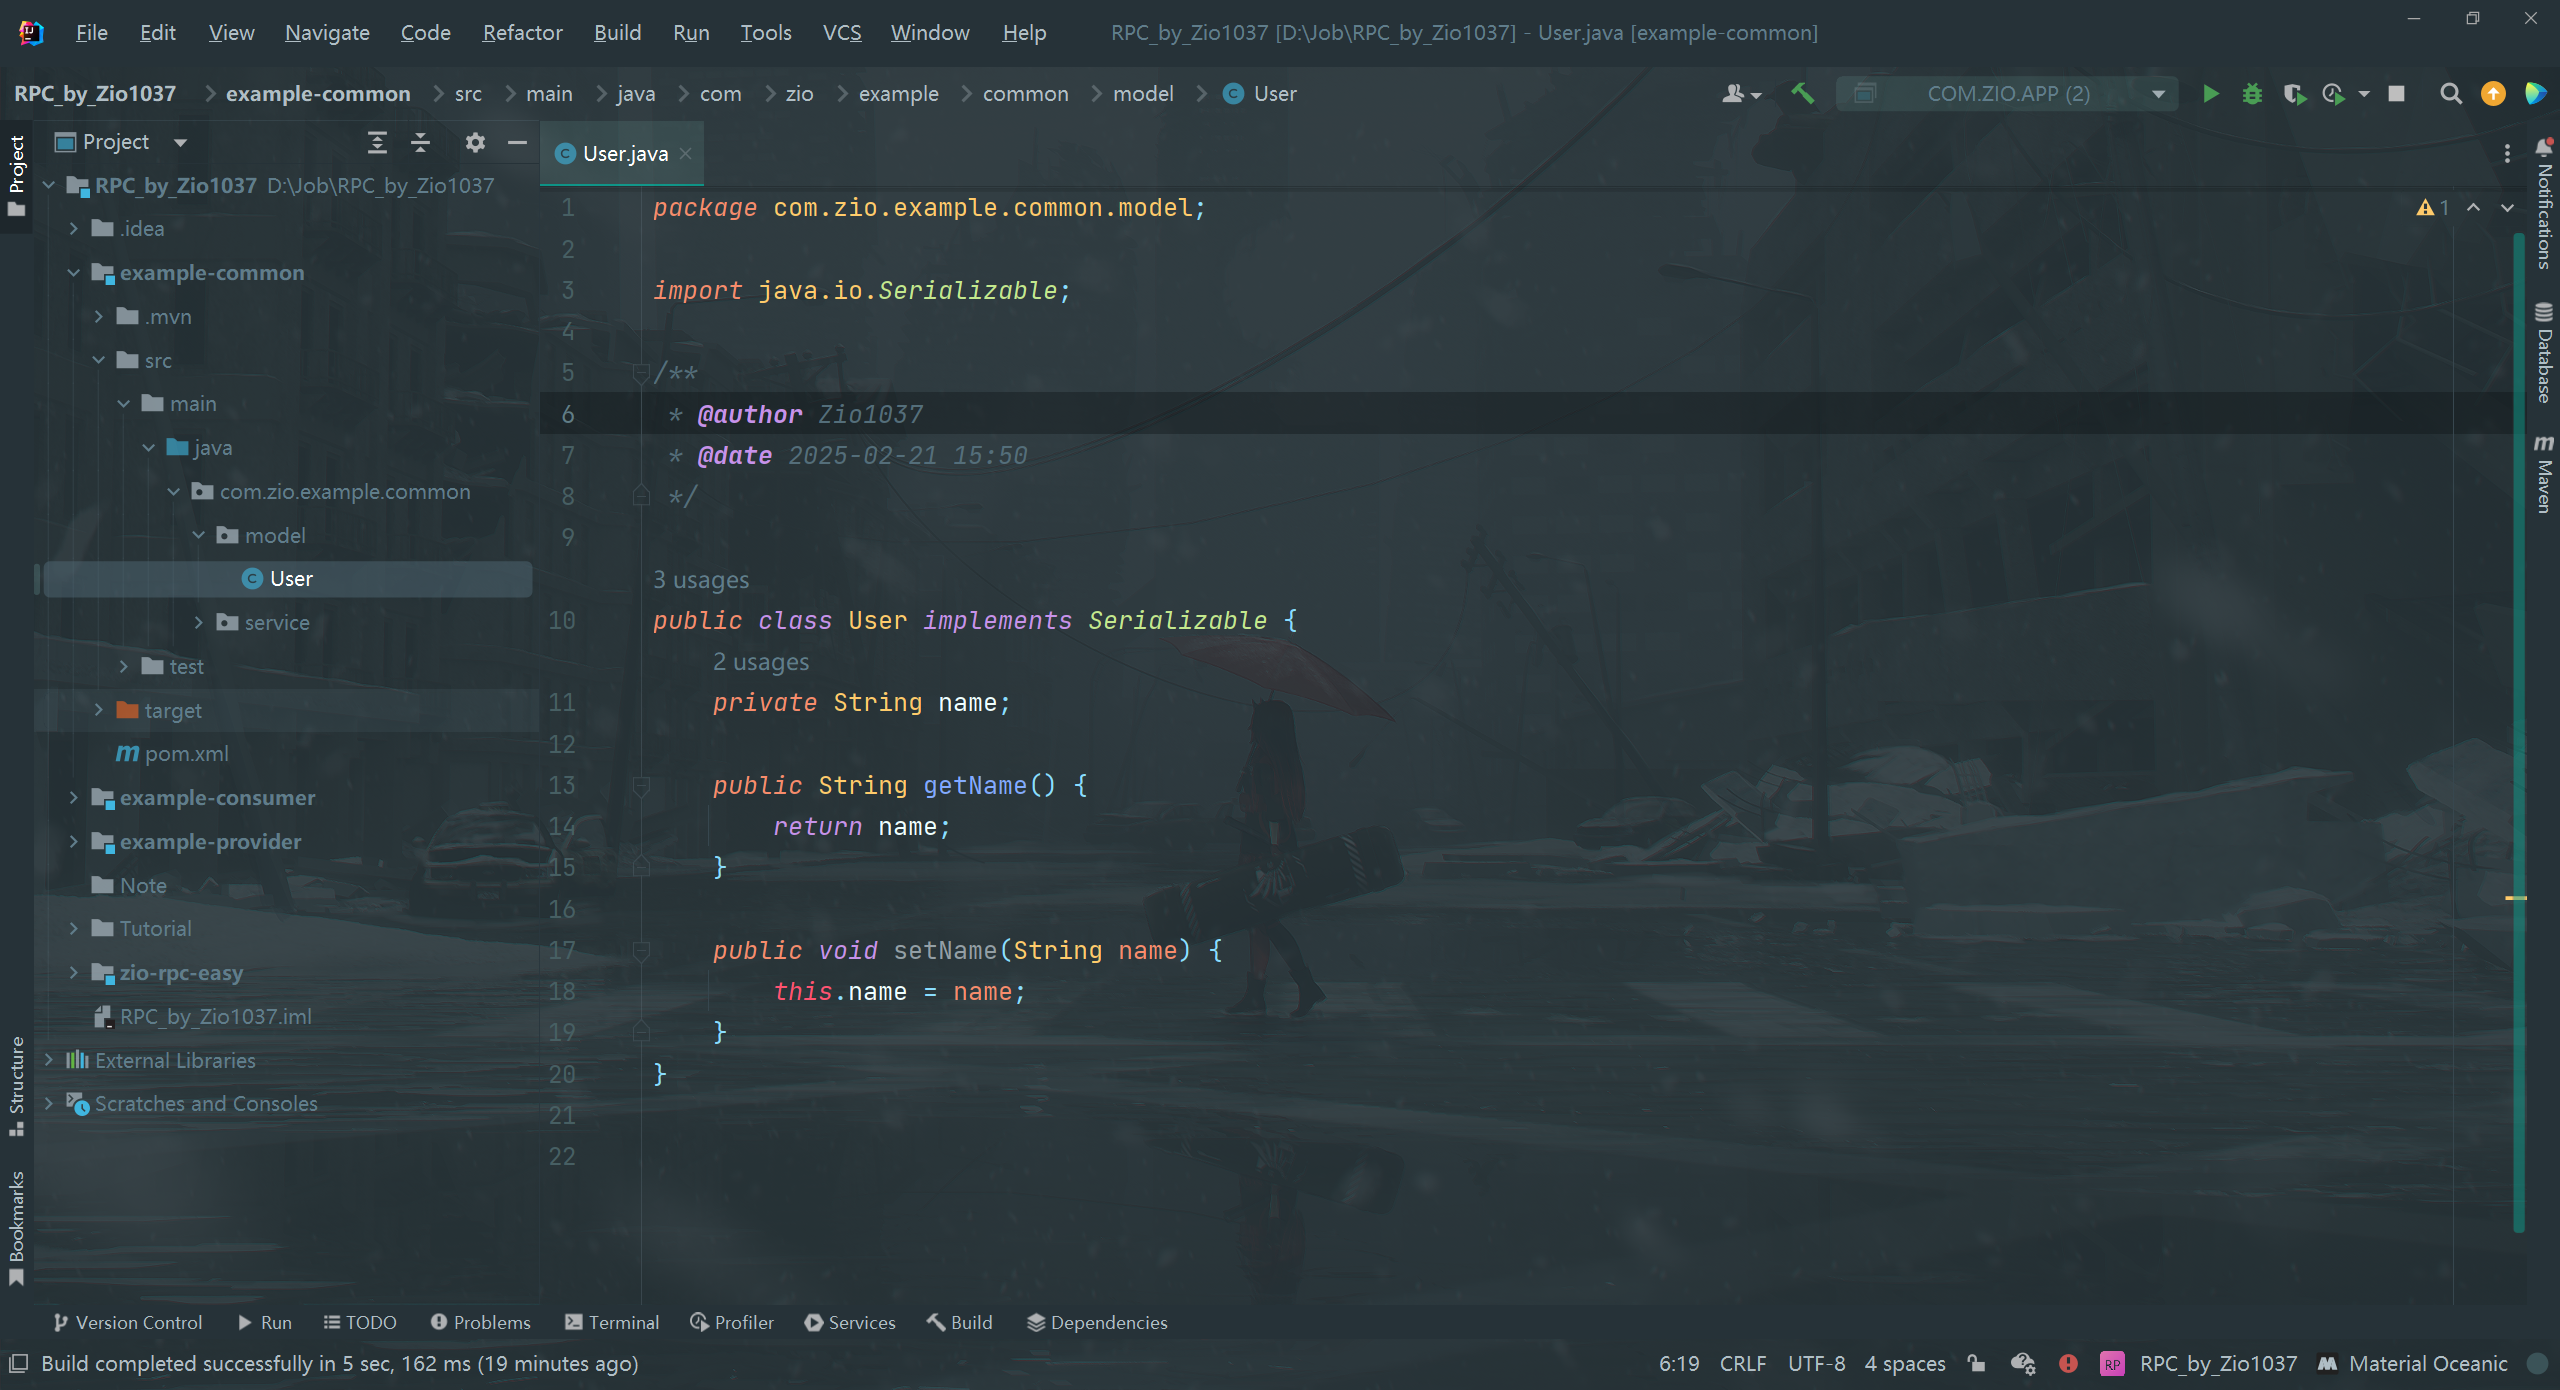 File Edit View Navigate Code Refactor Build Run Tools VCS Window Help RPC_by_Zio1037 [D:\Job\RPC_by_Zio1037] - User.java [example-common]
RPC_by_Zio1037 example-common src main java com zio example common model User COM.ZIO.APP (2)
Project
Project
User.java
RPC_by_Zio1037 D:\Job\RPC_by_Zio1037
.idea
example-common
.mvn
src
main
java
com.zio.example.common
model
User
service
test
target
pom.xml
example-consumer
example-provider
Note
Tutorial
zio-rpc-easy
RPC_by_Zio1037.iml
External Libraries
Scratches and Consoles
Structure
Bookmarks
1 package com.zio.example.common.model;
2
3 import java.io.Serializable;
4
5 /**
6 * @author Zio1037
7 * @date 2025-02-21 15:50
8 */
9
3 usages
10 public class User implements Serializable {
2 usages
11 private String name;
12
13 public String getName() {
14 return name;
15 }
16
17 public void setName(String name) {
18 this.name = name;
19 }
20 }
21
22
1
Notifications
Database
Maven
Version Control Run TODO Problems Terminal Profiler Services Build Dependencies
Build completed successfully in 5 sec, 162 ms (19 minutes ago) 6:19 CRLF UTF-8 4 spaces RP RPC_by_Zio1037 Material Oceanic